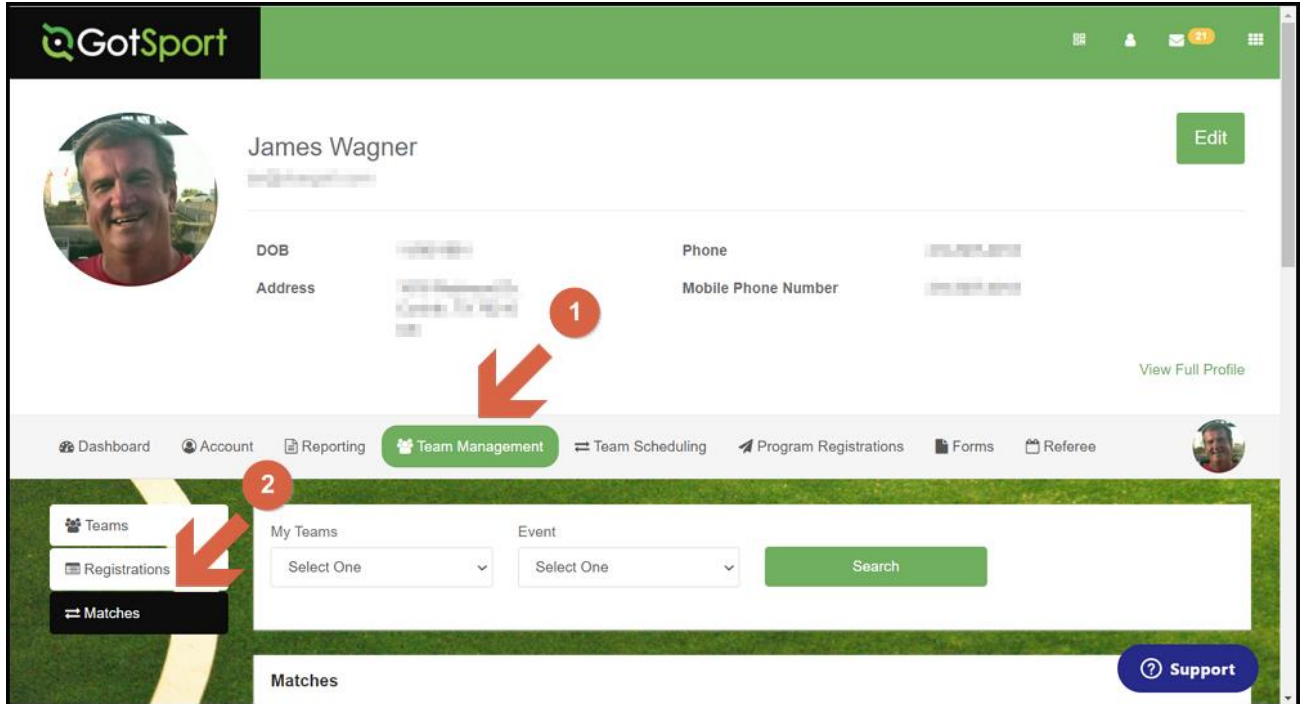 GotSport
21
James Wagner
Edit
DOB
Phone
Address
Mobile Phone Number
1
View Full Profile
Dashboard Account Reporting Team Management Team Scheduling Program Registrations Forms Referee
2
Teams
My Teams Event
Registrations
Select One Select One Search
Matches
Matches
Support